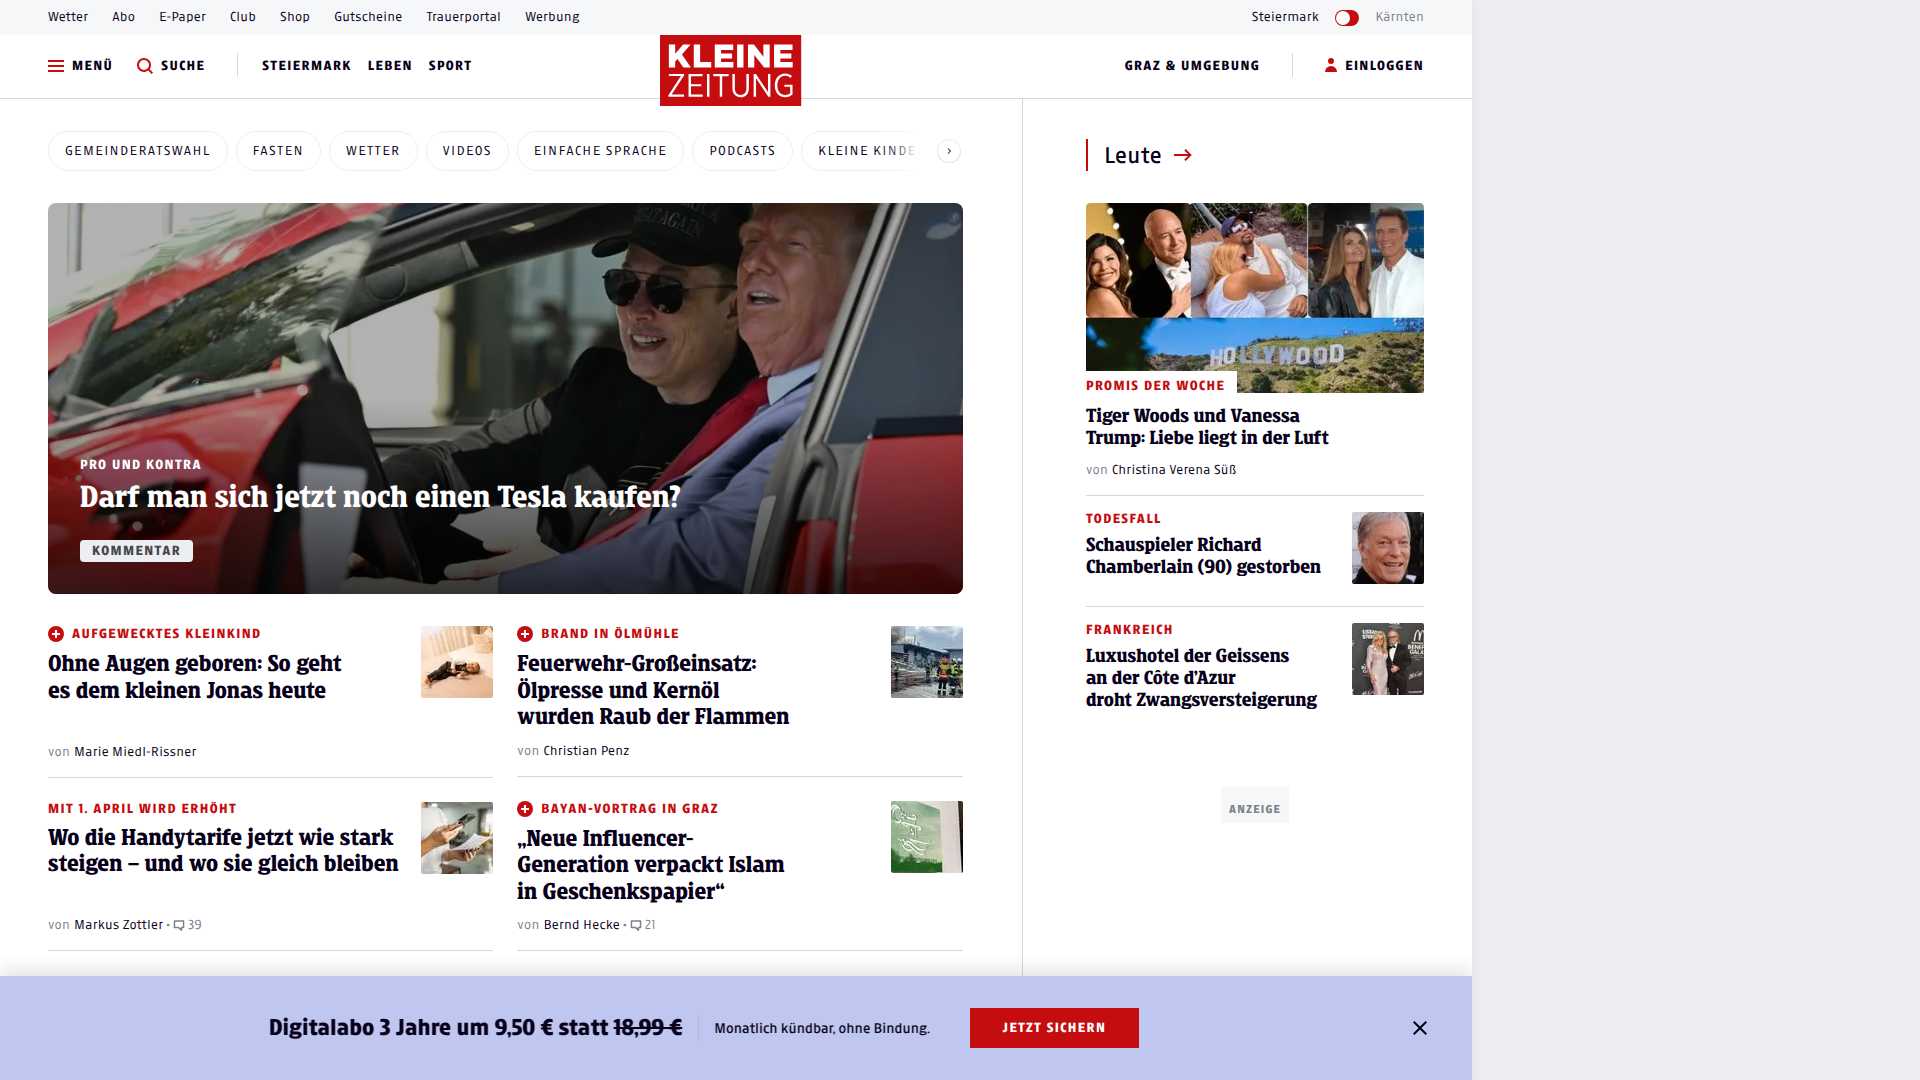 Wetter Abo E-Paper Club Shop Gutscheine Trauerportal Werbung Steiermark Kärnten
MENÜ SUCHE STEIERMARK LEBEN SPORT KLEINE ZEITUNG GRAZ & UMGEBUNG EINLOGGEN
GEMEINDERATSWAHL FASTEN WETTER VIDEOS EINFACHE SPRACHE PODCASTS KLEINE KINDE
PRO UND KONTRA
Darf man sich jetzt noch einen Tesla kaufen?
KOMMENTAR
AUFGEWECKTES KLEINKIND
Ohne Augen geboren: So geht
es dem kleinen Jonas heute
von Marie Miedl-Rissner
BRAND IN ÖLMÜHLE
Feuerwehr-Großeinsatz:
Ölpresse und Kernöl
wurden Raub der Flammen
von Christian Penz
MIT 1. APRIL WIRD ERHÖHT
Wo die Handytarife jetzt wie stark
steigen – und wo sie gleich bleiben
von Markus Zottler • 39
BAYAN-VORTRAG IN GRAZ
„Neue Influencer-
Generation verpackt Islam
in Geschenkspapier“
von Bernd Hecke • 21
Leute
HOLLYWOOD
PROMIS DER WOCHE
Tiger Woods und Vanessa
Trump: Liebe liegt in der Luft
von Christina Verena Süß
TODESFALL
Schauspieler Richard
Chamberlain (90) gestorben
FRANKREICH
Luxushotel der Geissens
an der Côte d’Azur
droht Zwangsversteigerung
ANZEIGE
Digitalabo 3 Jahre um 9,50 € statt 18,99 € Monatlich kündbar, ohne Bindung. JETZT SICHERN